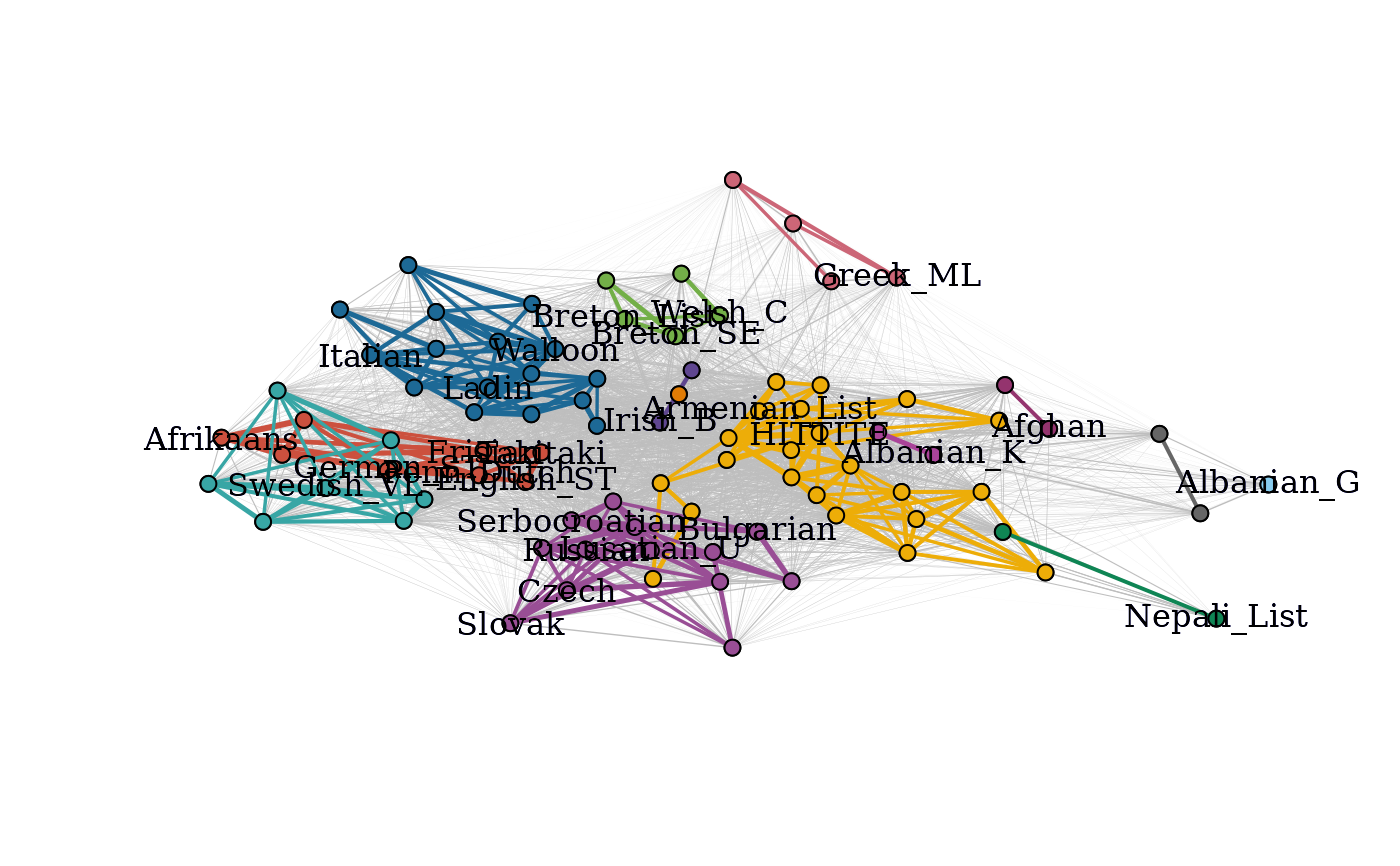 Greek_ML
Breton_List
Welsh_C
Breton_SE
Italian
Walloon
Ladin
Armenian_List
Irish_B
HITTITE
Afghan
Afrikaans
Frisian
Takitaki
Albanian_K
German_ST
Penn_Dutch
Swedish_VL
English_ST
Albanian_G
Serbocroatian
Bulgarian
Russian
Lusatian_U
Czech
Slovak
Nepali_List